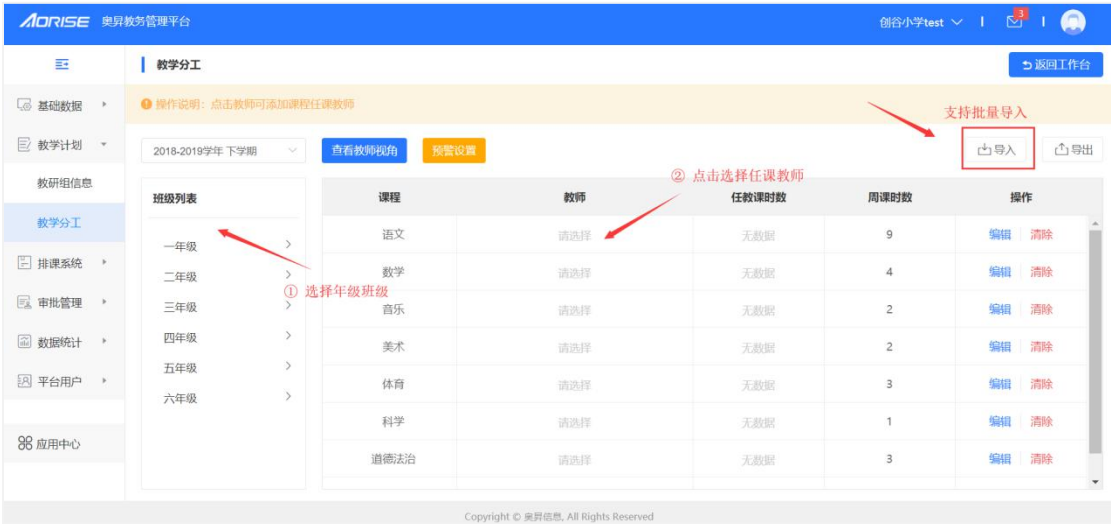 AORISE 奥昇教务管理平台
创谷小学test
3
教学分工
返回工作台
基础数据
操作说明：点击教师可添加课程任课教师
支持批量导入
教学计划
2018-2019学年 下学期
查看教师视角
预警设置
导入
导出
教研组信息
② 点击选择任课教师
班级列表
课程 教师 任教课时数 周课时数 操作
教学分工
语文 请选择 无数据 9 编辑 清除
一年级
排课系统
数学 请选择 无数据 4 编辑 清除
二年级
① 选择年级班级
审批管理
三年级
音乐 请选择 无数据 2 编辑 清除
数据统计
四年级
美术 请选择 无数据 2 编辑 清除
五年级
平台用户
体育 请选择 无数据 3 编辑 清除
六年级
科学 请选择 无数据 1 编辑 清除
应用中心
道德法治 请选择 无数据 3 编辑 清除
Copyright © 奥昇信息, All Rights Reserved